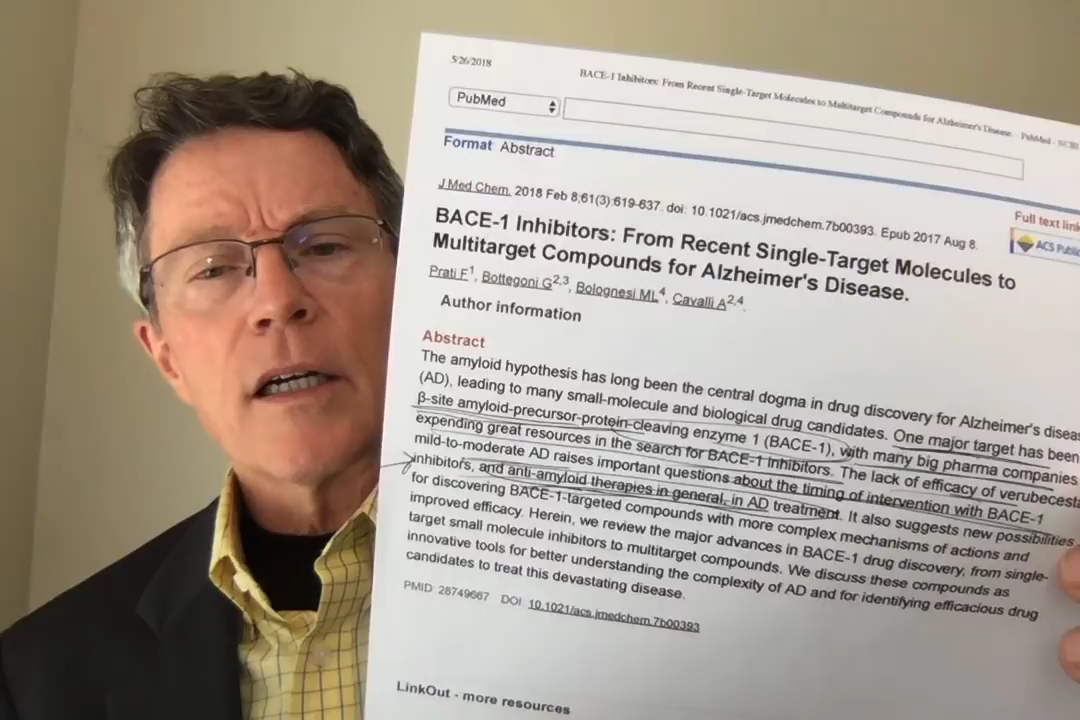 5/26/2018
BACE-1 Inhibitors: From Recent Single-Target Molecules to Multitarget Compounds for Alzheimer's Disease. - PubMed - NCBI
PubMed
Format Abstract
J Med Chem. 2018 Feb 8;61(3):619-637. doi: 10.1021/acs.jmedchem.7b00393. Epub 2017 Aug 8.
Full text link
ACS Public
BACE-1 Inhibitors: From Recent Single-Target Molecules to
Multitarget Compounds for Alzheimer's Disease.
Prati F1, Bottegoni G2,3, Bolognesi ML4, Cavalli A2,4.
Author information
Abstract
The amyloid hypothesis has long been the central dogma in drug discovery for Alzheimer's diseas
(AD), leading to many small-molecule and biological drug candidates. One major target has been
β-site amyloid-precursor-protein-cleaving enzyme 1 (BACE-1), with many big pharma companies
expending great resources in the search for BACE-1 inhibitors. The lack of efficacy of verubecesta
mild-to-moderate AD raises important questions about the timing of intervention with BACE-1
inhibitors, and anti-amyloid therapies in general, in AD treatment. It also suggests new possibilities
for discovering BACE-1-targeted compounds with more complex mechanisms of actions and
improved efficacy. Herein, we review the major advances in BACE-1 drug discovery, from single-
target small molecule inhibitors to multitarget compounds. We discuss these compounds as
innovative tools for better understanding the complexity of AD and for identifying efficacious drug
candidates to treat this devastating disease.
PMID: 28749667 DOI: 10.1021/acs.jmedchem.7b00393
LinkOut - more resources